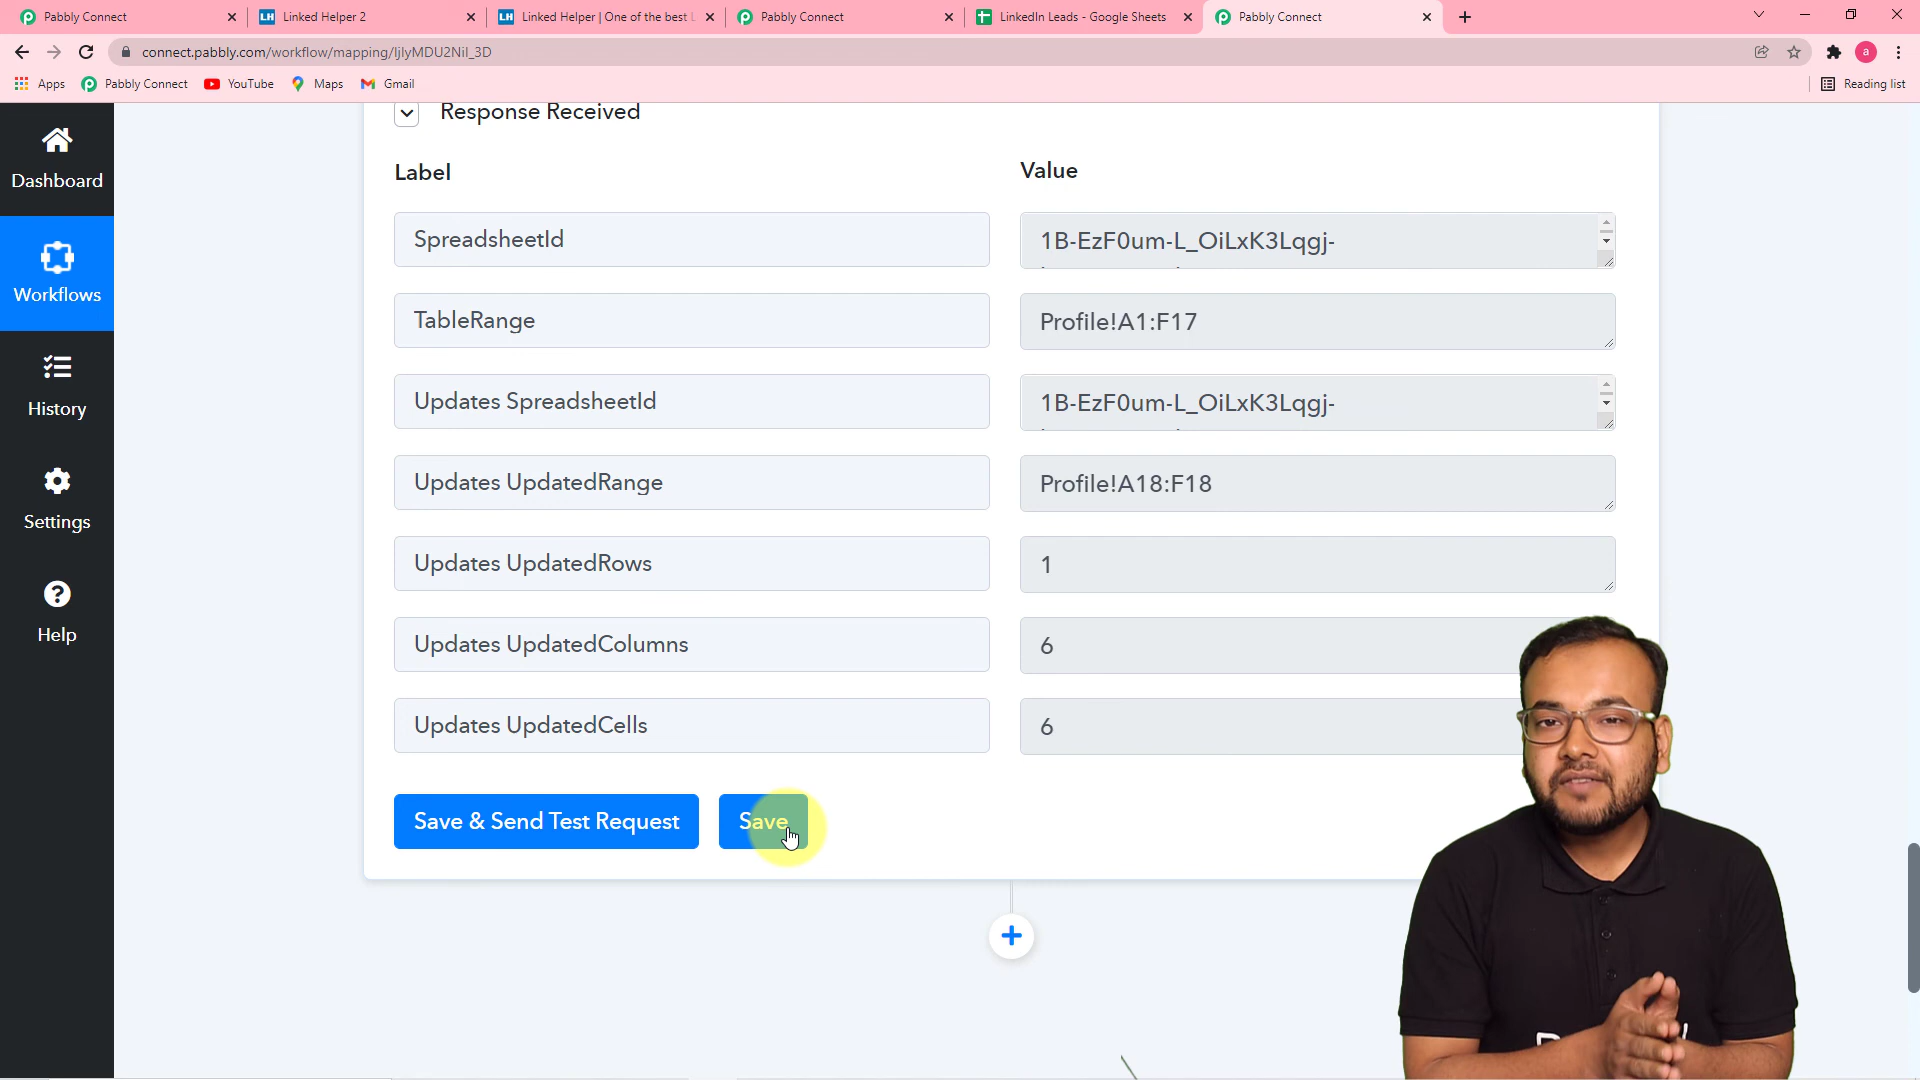 Pabbly Connect
LH Linked Helper 2
LH Linked Helper | One of the best L
Pabbly Connect
LinkedIn Leads - Google Sheets
Pabbly Connect
connect.pabbly.com/workflow/mapping/IjIyMDU2NiI_3D
a
Apps
Pabbly Connect
YouTube
Maps
Gmail
Reading list
Dashboard
Workflows
History
Settings
Help
Response Received
Label
Value
SpreadsheetId
1B-EzF0um-L_OiLxK3Lqgj-
TableRange
Profile!A1:F17
Updates SpreadsheetId
1B-EzF0um-L_OiLxK3Lqgj-
Updates UpdatedRange
Profile!A18:F18
Updates UpdatedRows
1
Updates UpdatedColumns
6
Updates UpdatedCells
6
Save & Send Test Request
Save